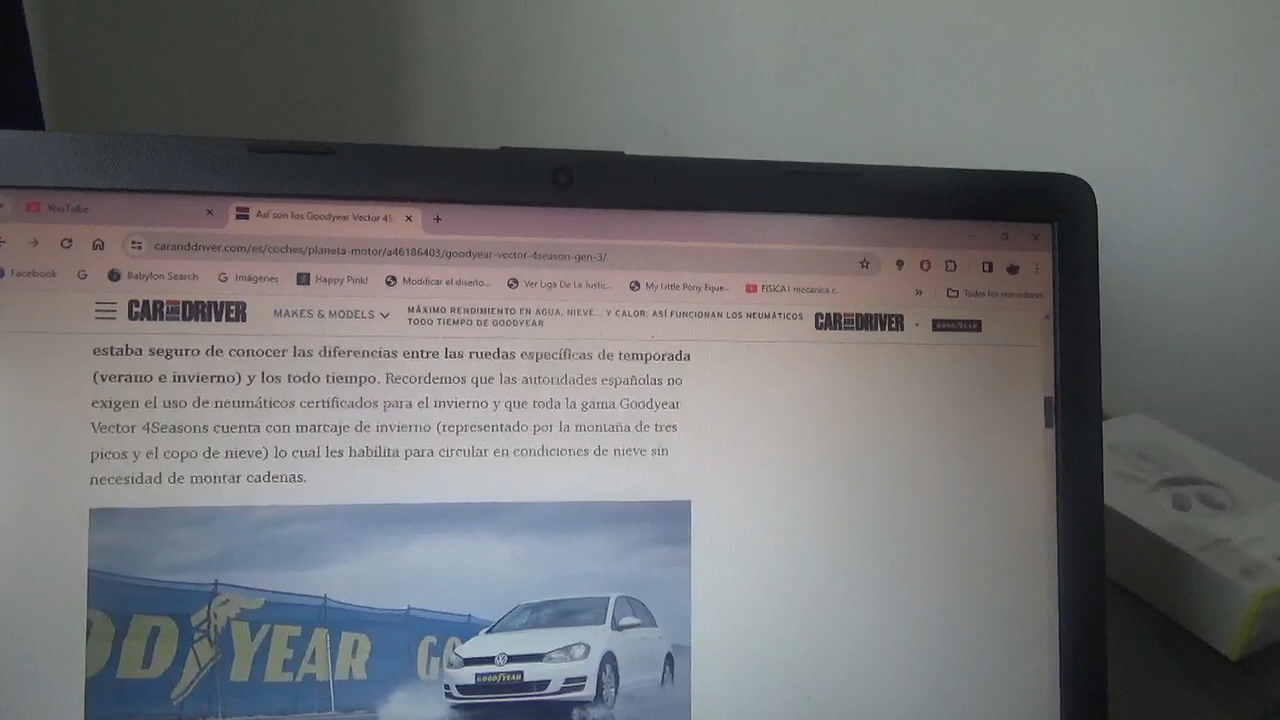 YouTube
Así son los Goodyear Vector 4S
caranddriver.com/es/coches/planeta-motor/a46186403/goodyear-vector-4season-gen-3/
Facebook
Babylon Search
Imágenes
Happy Pink!
Modificar el diseño...
Ver Liga De La Justic...
My Little Pony Eque...
FISICA I mecanica c...
»
Todos los marcadores
CAR AND DRIVER
MAKES & MODELS
MÁXIMO RENDIMIENTO EN AGUA, NIEVE... Y CALOR: ASÍ FUNCIONAN LOS NEUMÁTICOS
TODO TIEMPO DE GOODYEAR
CAR AND DRIVER
GOODYEAR
estaba seguro de conocer las diferencias entre las ruedas específicas de temporada
(verano e invierno) y los todo tiempo. Recordemos que las autoridades españolas no
exigen el uso de neumáticos certificados para el invierno y que toda la gama Goodyear
Vector 4Seasons cuenta con marcaje de invierno (representado por la montaña de tres
picos y el copo de nieve) lo cual les habilita para circular en condiciones de nieve sin
necesidad de montar cadenas.
OD YEAR GO
GOODYEAR